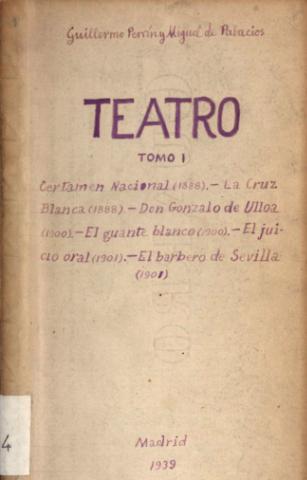 Guillermo Perrín y Miguel de Palacios
TEATRO
TOMO I
Certamen Nacional (1888).- La Cruz
Blanca (1888).- Don Gonzalo de Ulloa
(1900).- El guante blanco (1900).- El jui-
cio oral (1901).- El barbero de Sevilla
(1901)
4
Madrid
1939